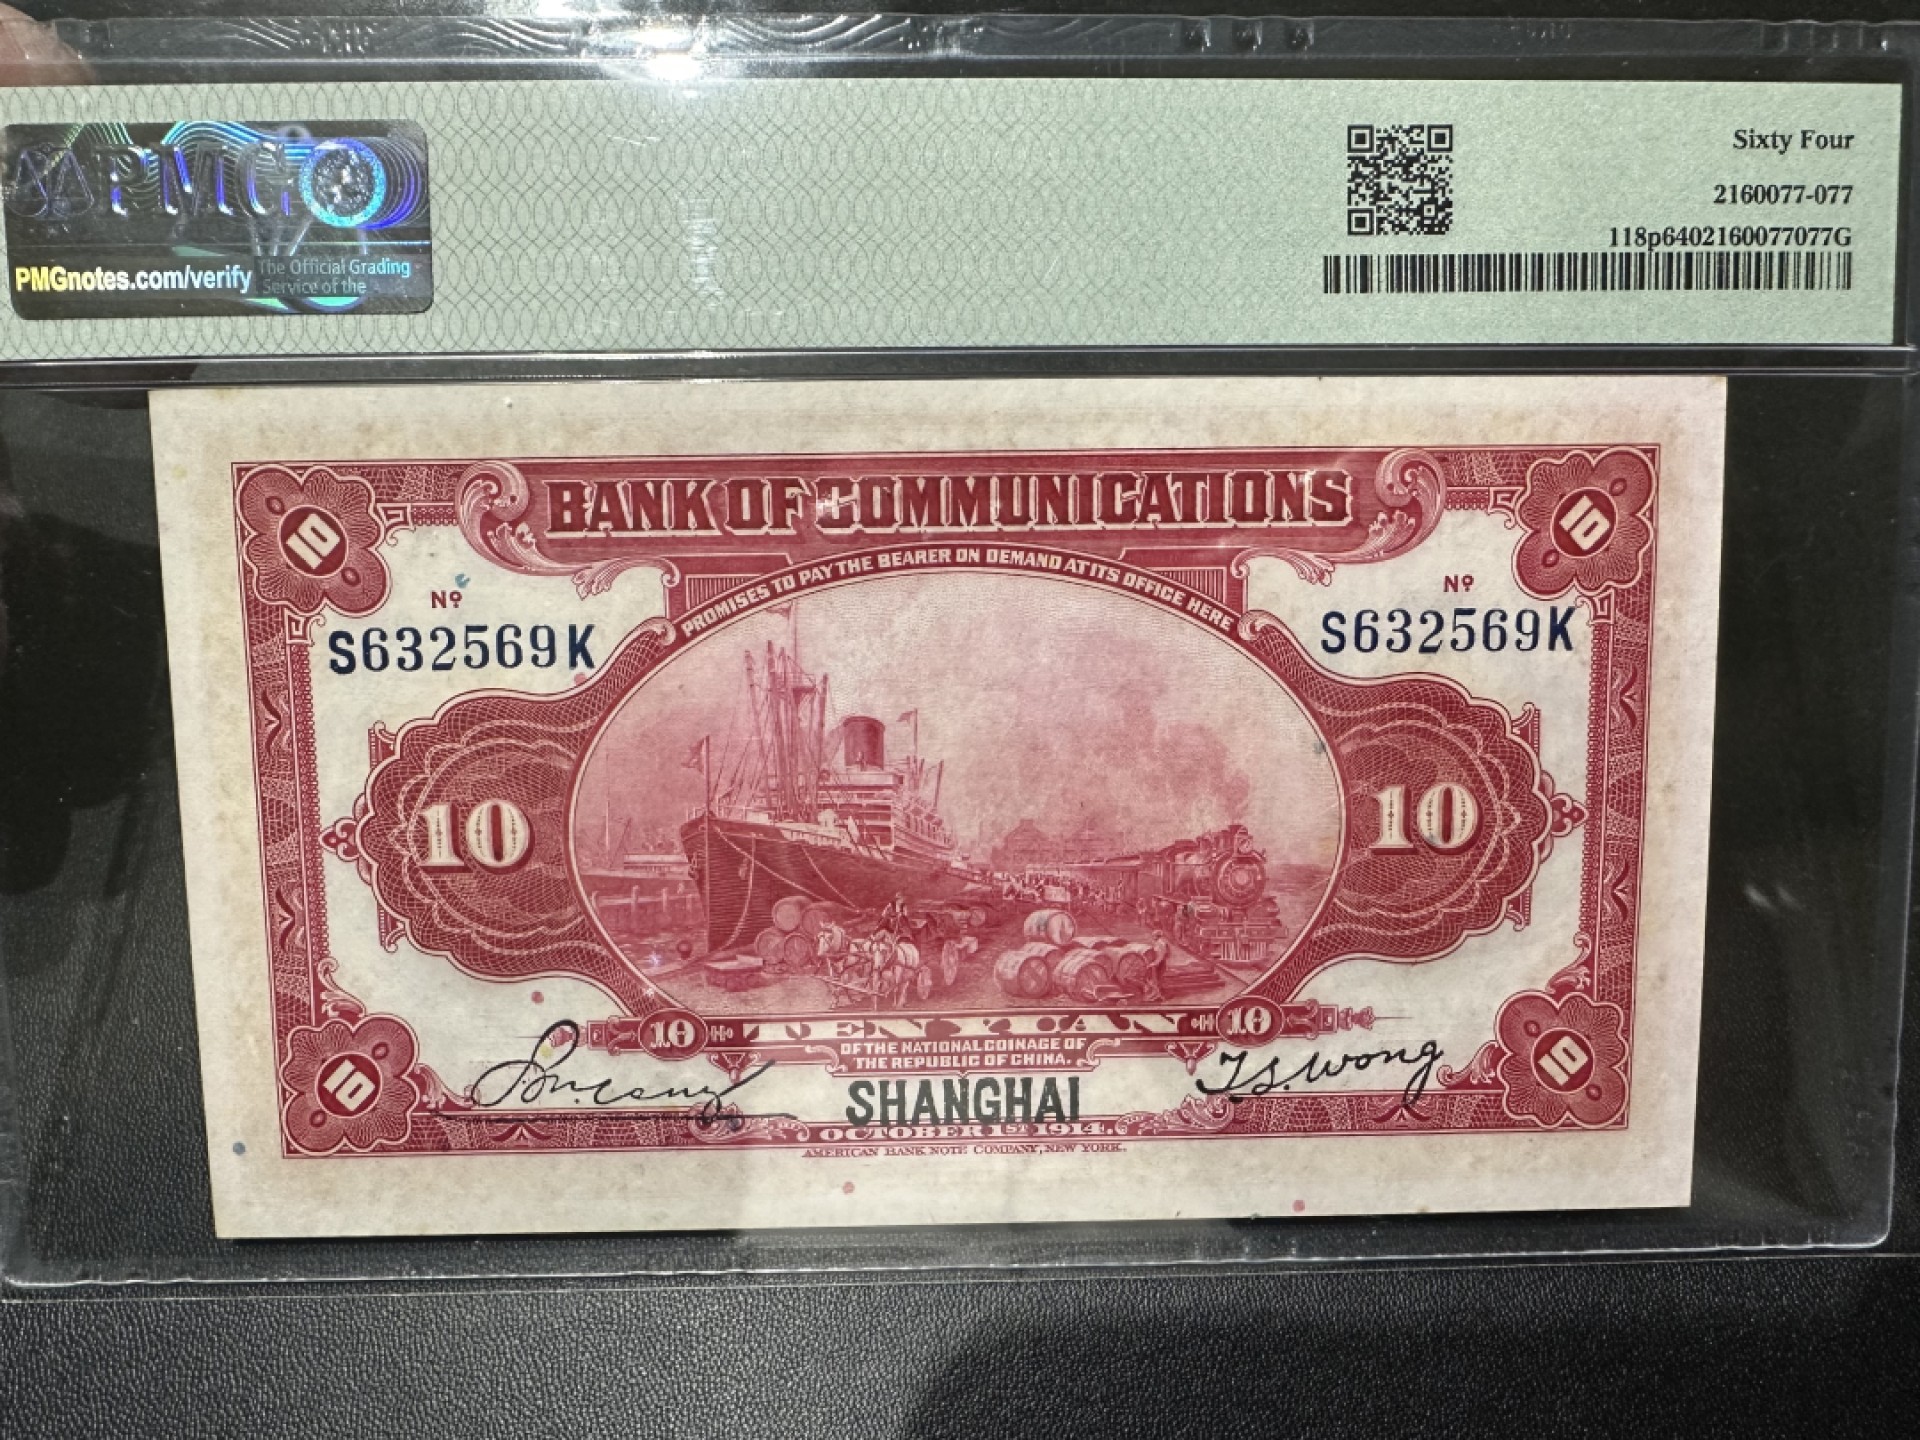 PMG
PMGnotes.com/verify
The Official Grading
Service of the
Sixty Four
2160077-077
118p6402160077077G
10
BANK OF COMMUNICATIONS
10
PROMISES TO PAY THE BEARER ON DEMAND AT ITS OFFICE HERE
Nº
S632569K
Nº
S632569K
10
10
10 TEN YUAN 10
OF THE NATIONAL COINAGE OF
THE REPUBLIC OF CHINA.
T.S. Wong
10
SHANGHAI
10
OCTOBER 1ST 1914.
AMERICAN BANK NOTE COMPANY, NEW YORK.